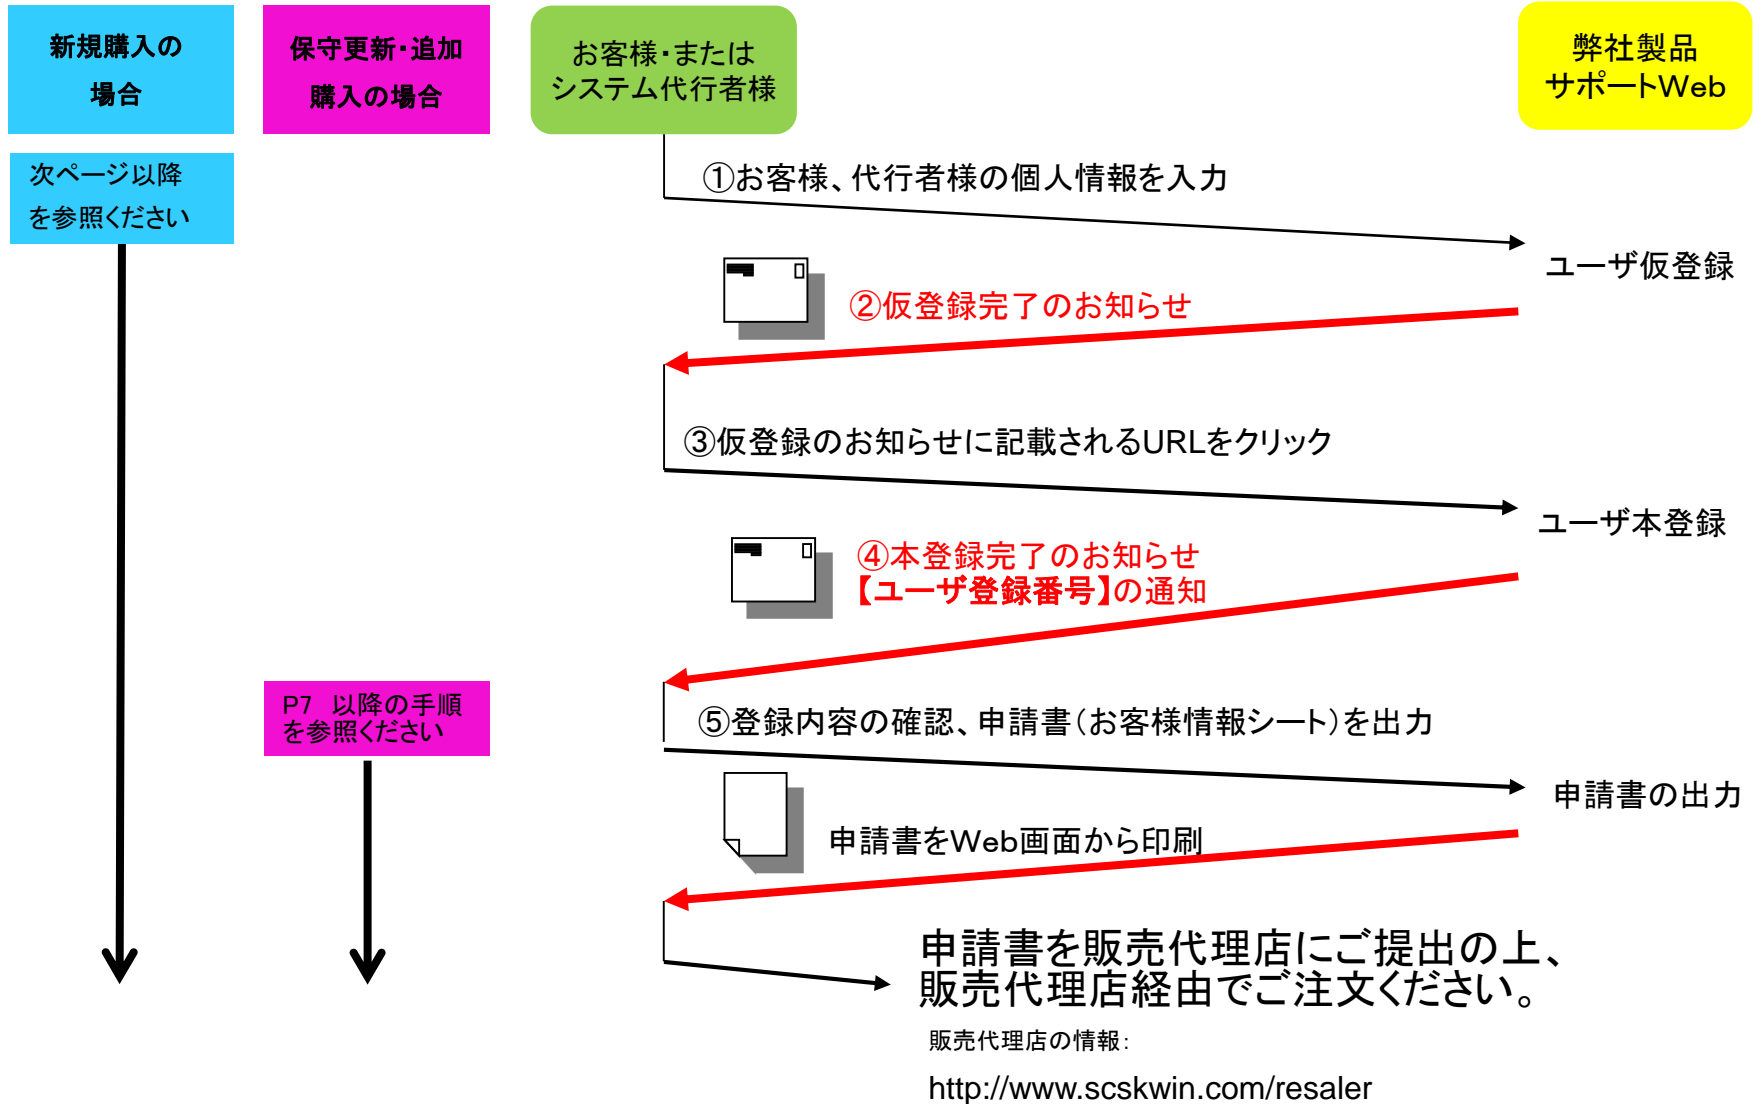 新規購入の
場合
保守更新・追加
購入の場合
お客様・または
システム代行者様
弊社製品
サポートWeb
次ページ以降
を参照ください
①お客様、代行者様の個人情報を入力
ユーザ仮登録
②仮登録完了のお知らせ
③仮登録のお知らせに記載されるURLをクリック
ユーザ本登録
④本登録完了のお知らせ
【ユーザ登録番号】の通知
P7 以降の手順
を参照ください
⑤登録内容の確認、申請書(お客様情報シート)を出力
申請書の出力
申請書をWeb画面から印刷
申請書を販売代理店にご提出の上、
販売代理店経由でご注文ください。
販売代理店の情報:
http://www.scskwin.com/resaler